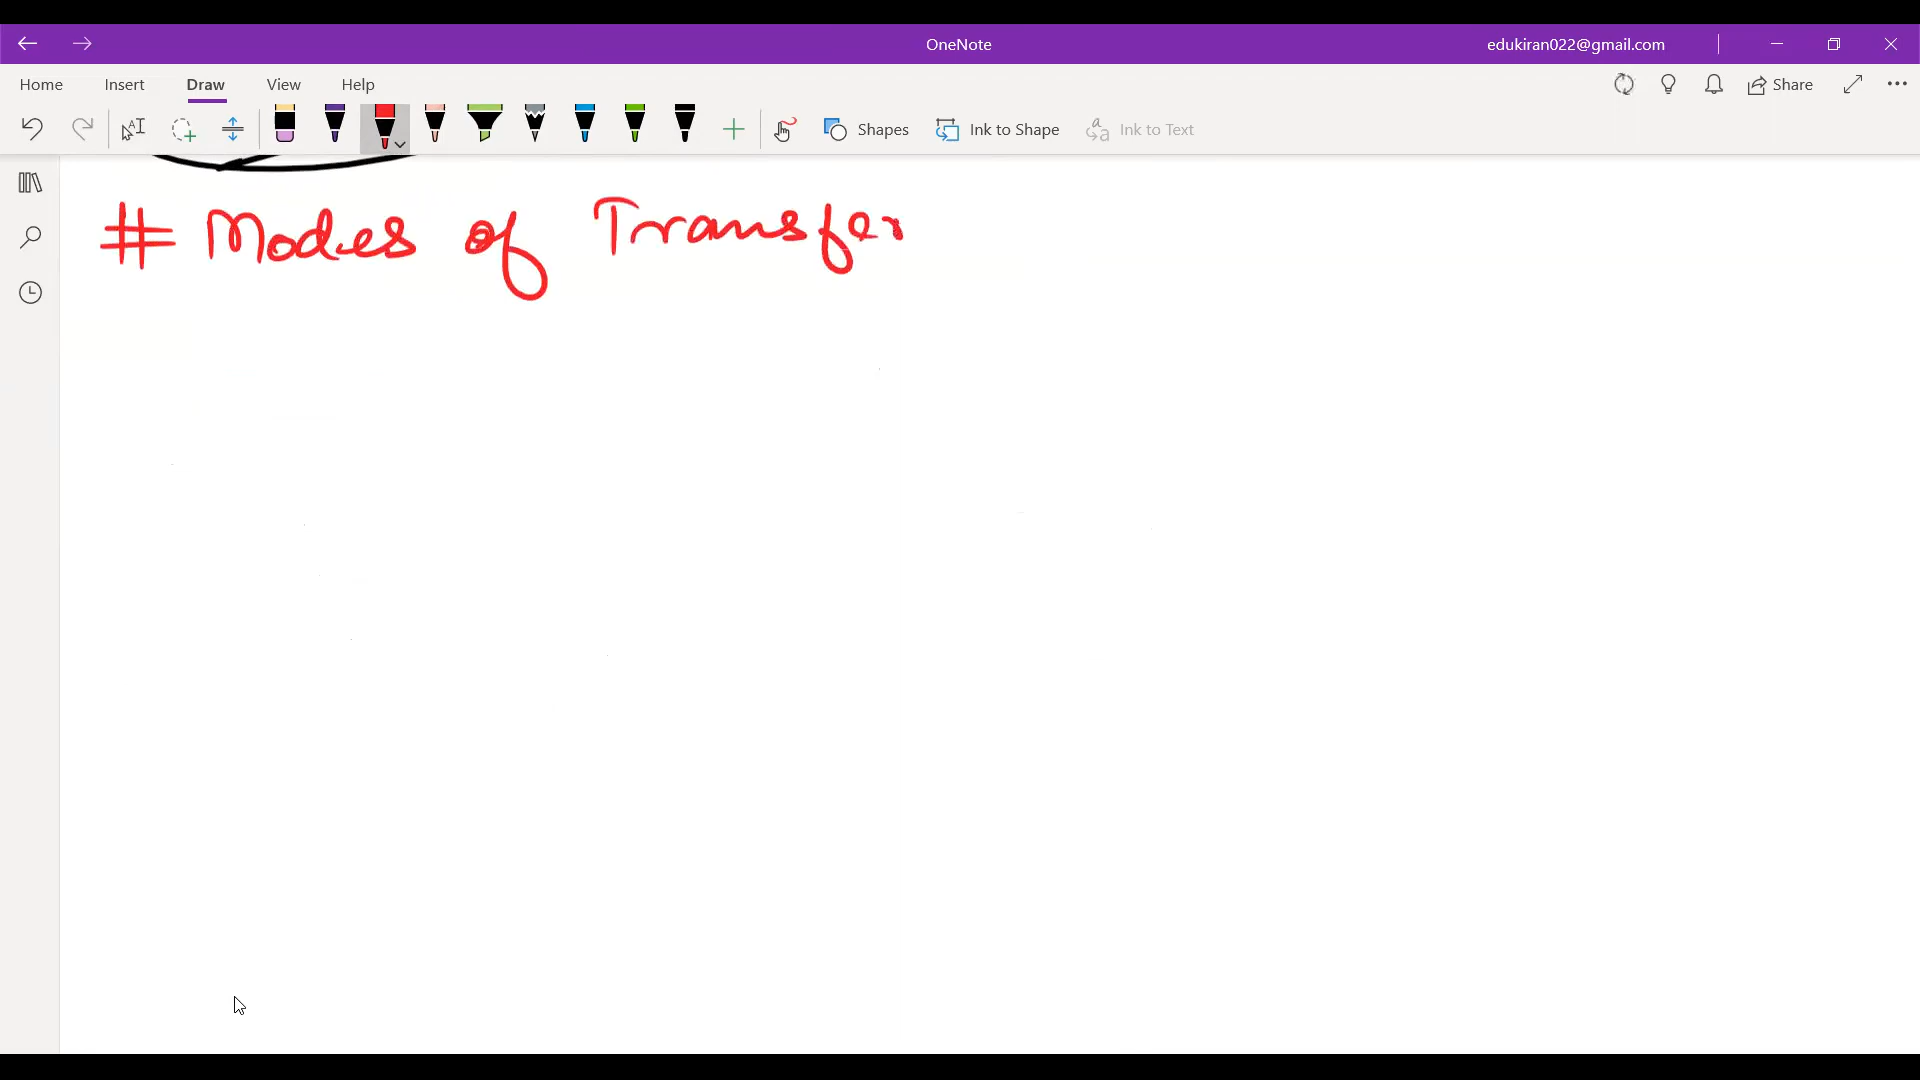 OneNote
edukiran022@gmail.com
Home Insert Draw View Help
Share
Shapes Ink to Shape Ink to Text
# Modes of Transfer